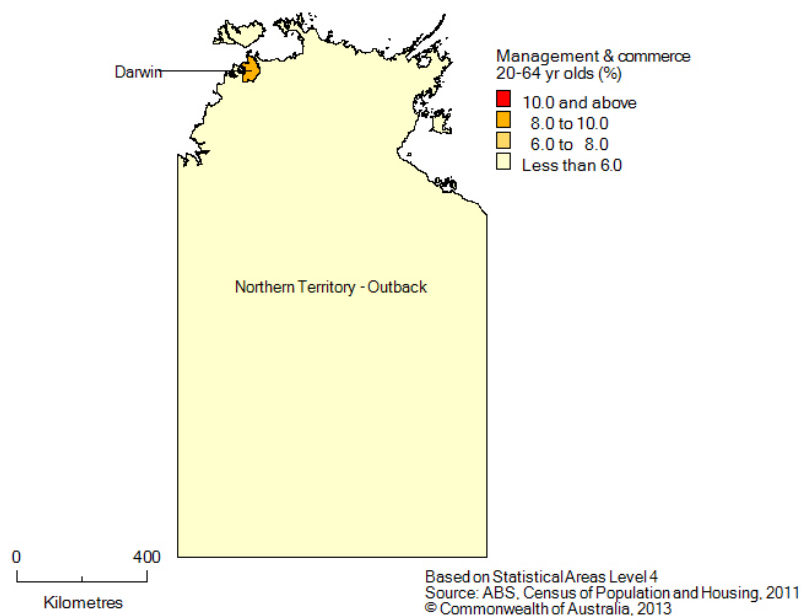 Darwin
Management & commerce
20-64 yr olds (%)
10.0 and above
8.0 to 10.0
6.0 to 8.0
Less than 6.0
Northern Territory - Outback
0 400
Kilometres
Based on Statistical Areas Level 4
Source: ABS, Census of Population and Housing, 2011
© Commonwealth of Australia, 2013